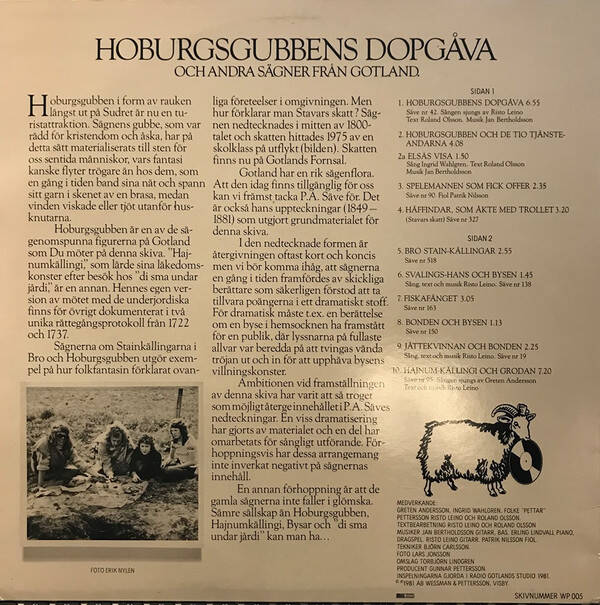 HOBURGSGUBBENS DOPGÅVA
OCH ANDRA SÄGNER FRÅN GOTLAND.
Hoburgsgubben i form av rauken
längst ut på Sudret är nu en tu-
ristattraktion. Sägnens gubbe, som var
rädd för kristendom och åska, har på
detta sätt materialiserats till sten för
oss sentida människor, vars fantasi
kanske flyter trögare än hos dem, som
en gång i tiden band sina nät och spann
sitt garn i skenet av en brasa, medan
vinden viskade eller tjöt utanför hus-
knutarna.
Hoburgsgubben är en av de sä-
genomspunna figurerna på Gotland
som Du möter på denna skiva. "Haj-
numkällingi," som lärde sina läkedoms-
konster efter besök hos "di sma undar
järdi," är en annan. Hennes egen ver-
sion av mötet med de underjordiska
finns för övrigt dokumenterat i två
unika rättegångsprotokoll från 1722
och 1737.
Sägnerna om Stainkällingarna i
Bro och Hoburgsgubben utgör exem-
pel på hur folkfantasin förklarat ovan-
liga företeelser i omgivningen. Men
hur förklarar man Stavars skatt? Säg-
nen nedtecknades i mitten av 1800-
talet och skatten hittades 1975 av en
skolklass på utflykt (bilden). Skatten
finns nu på Gotlands Fornsal.
Gotland har en rik sägenflora.
Att den idag finns tillgänglig för oss
kan vi främst tacka P.A. Säve för. Det
är också hans uppteckningar (1849–
1881) som utgjort grundmaterialet för
denna skiva.
I den nedtecknade formen är
återgivningen oftast kort och koncis
men vi bör komma ihåg, att sägnerna
en gång i tiden framfördes av skickliga
berättare som säkerligen förstod att ta
tillvara poängerna i ett dramatiskt stoff.
För dramatik måste t.ex. en berättelse
om en byse i hemsocknen ha framstått
för en publik, där lyssnarna på fullaste
allvar var beredda på att tvingas vända
tröjan ut och in för att upphäva bysens
villningskonster.
Ambitionen vid framställningen
av denna skiva har varit att så troget
som möjligt återge innehållet i P.A. Säves
nedteckningar. En viss dramatisering
har gjorts av materialet och en del har
omarbetats för sångligt utförande. För-
hoppningsvis har dessa arrangemang
inte inverkat negativt på sägnernas
innehåll.
En annan förhoppning är att de
gamla sägnerna inte faller i glömska.
Sämre sällskap än Hoburgsgubben,
Hajnumkällingi, Bysar och "di sma
undar järdi" kan man ha...
FOTO ERIK NYLEN
SIDAN 1
1. HOBURGSGUBBENS DOPGÅVA 6.55
Säve nr 42. Sången sjungs av Risto Leino
Text Roland Olsson. Musik Jan Bertholdsson
2. HOBURGSGUBBEN OCH DE TIO TJÄNSTE-
ANDARNA 4.08
2a ELSÄS VISA 1.50
Sång Ingrid Wahlgren. Text Roland Olsson
Musik Jan Bertholdsson
3. SPELEMANNEN SOM FICK OFFER 2.35
Säve nr 90. Fiol Patrik Nilsson
4. HÄFFINDAR, SOM ÅKTE MED TROLLET 3.20
(Stavars skatt) Säve nr 327
SIDAN 2
5. BRO STAIN-KÄLLINGAR 2.55
Säve nr 518
6. SVALINGS-HANS OCH BYSEN 1.45
Sång, text och musik Risto Leino. Säve nr 138
7. FISKAFÄNGET 3.05
Säve nr 163
8. BONDEN OCH BYSEN 1.13
Säve nr 150
9. JÄTTEKVINNAN OCH BONDEN 2.25
Sång, text och musik Risto Leino. Säve nr 19
10. HAJNUM-KÄLLINGI OCH GRODAN 7.20
Säve nr 95. Sången sjungs av Greten Andersson
Text och musik Risto Leino
MEDVERKANDE:
GRETEN ANDERSSON, INGRID WAHLGREN, FOLKE "PETTAR"
PETTERSSON RISTO LEINO OCH ROLAND OLSSON.
TEXTBEARBETNING RISTO LEINO OCH ROLAND OLSSON
MUSIKER JAN BERTHOLDSSON GITARR, BAS, ERLING LINDVALL PIANO,
DRAGSPEL, RISTO LEINO GITARR. PATRIK NILSSON FIOL.
TEKNIKER BJÖRN CARLSSON.
FOTO LARS JONSSON
OMSLAG TORBJÖRN LINDGREN
PRODUCENT GUNNAR PETTERSSON.
INSPELNINGARNA GJORDA I RADIO GOTLANDS STUDIO 1981.
℗ 1981 AB WESSMAN & PETTERSSON, VISBY.
SKIVNUMMER WP 005